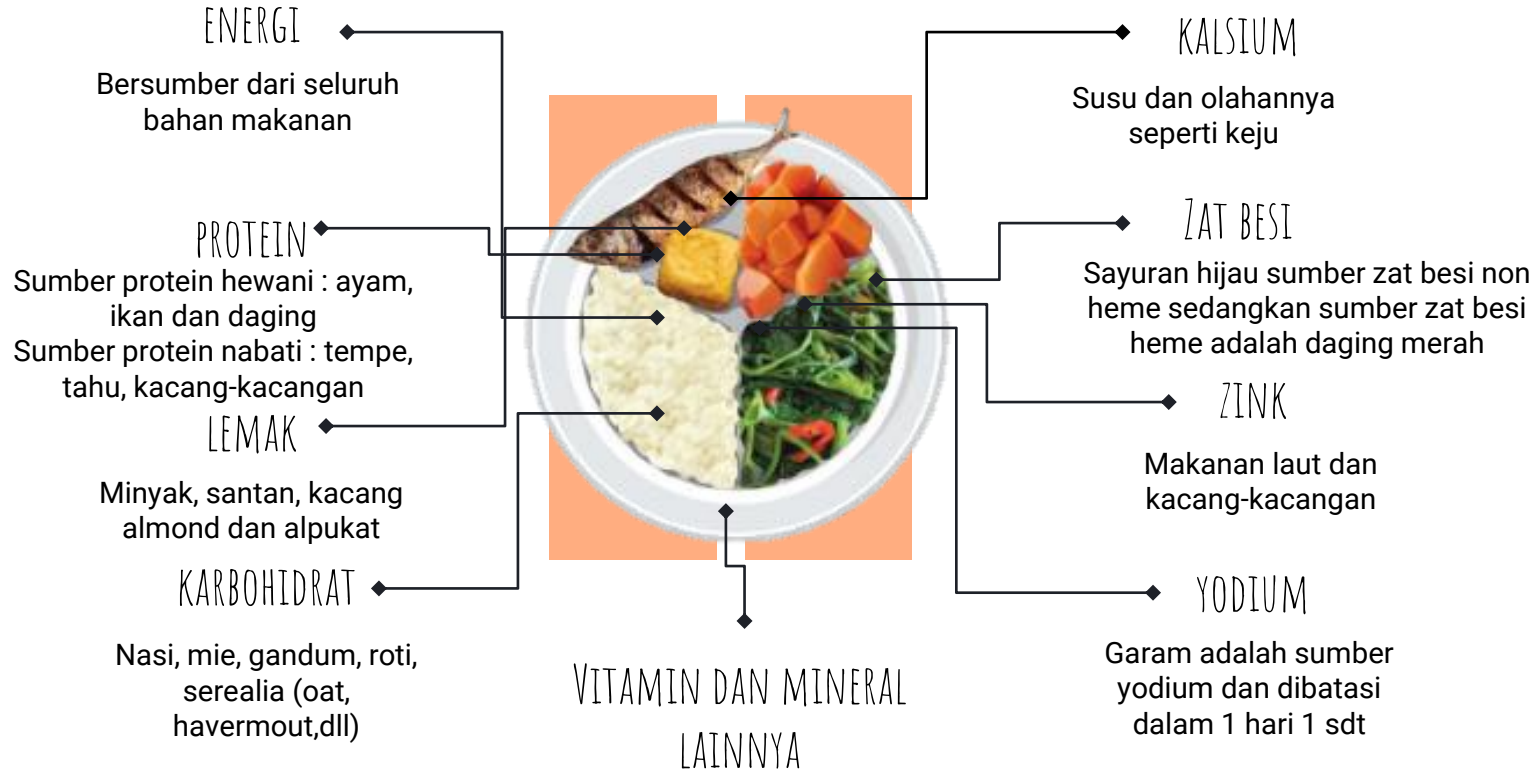 ENERGI
Bersumber dari seluruh
bahan makanan
PROTEIN
Sumber protein hewani : ayam,
ikan dan daging
Sumber protein nabati : tempe,
tahu, kacang-kacangan
LEMAK
Minyak, santan, kacang
almond dan alpukat
KARBOHIDRAT
Nasi, mie, gandum, roti,
serealia (oat,
havermout,dll)
VITAMIN DAN MINERAL
LAINNYA
KALSIUM
Susu dan olahannya
seperti keju
ZAT BESI
Sayuran hijau sumber zat besi non
heme sedangkan sumber zat besi
heme adalah daging merah
ZINK
Makanan laut dan
kacang-kacangan
YODIUM
Garam adalah sumber
yodium dan dibatasi
dalam 1 hari 1 sdt